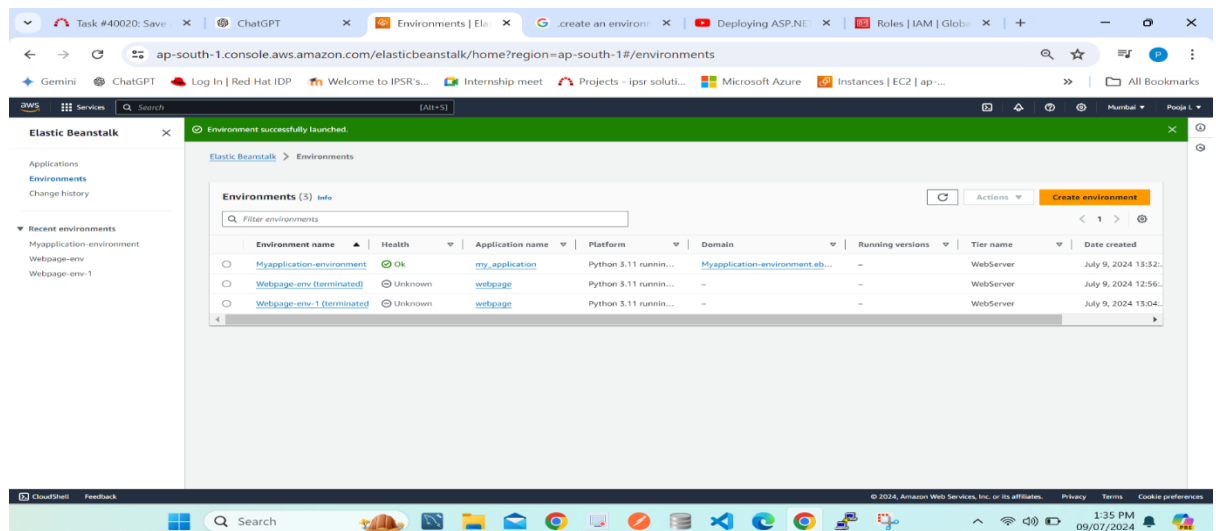 Task #40020: Save
ChatGPT
Environments | Ela
.create an environ
Deploying ASP.NE
Roles | IAM | Glob
ap-south-1.console.aws.amazon.com/elasticbeanstalk/home?region=ap-south-1#/environments
P
Gemini
ChatGPT
Log In | Red Hat IDP
Welcome to IPSR's...
Internship meet
Projects - ipsr soluti...
Microsoft Azure
Instances | EC2 | ap-...
All Bookmarks
aws
Services
Search
[Alt+S]
Mumbai
Pooja L
Elastic Beanstalk
Environment successfully launched.
Applications
Environments
Change history
Recent environments
Myapplication-environment
Webpage-env
Webpage-env-1
Elastic Beanstalk > Environments
Environments (3) Info
Actions
Create environment
Filter environments
1
Environment name Health Application name Platform Domain Running versions Tier name Date created
Myapplication-environment Ok my_application Python 3.11 runnin... Myapplication-environment.eb... – WebServer July 9, 2024 13:32:.
Webpage-env (terminated) Unknown webpage Python 3.11 runnin... – – WebServer July 9, 2024 12:56:.
Webpage-env-1 (terminated Unknown webpage Python 3.11 runnin... – – WebServer July 9, 2024 13:04:.
CloudShell Feedback
© 2024, Amazon Web Services, Inc. or its affiliates. Privacy Terms Cookie preferences
Search
1:35 PM
09/07/2024
PRE